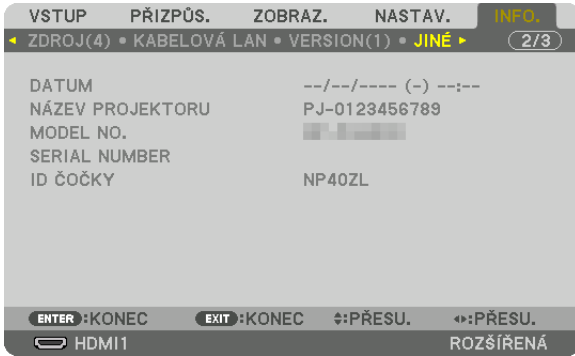 VSTUP PŘIZPŮS. ZOBRAZ. NASTAV. INFO.
◂ ZDROJ(4) • KABELOVÁ LAN • VERSION(1) • JINÉ ▸ 2/3
DATUM --/--/---- (-) --:--
NÁZEV PROJEKTORU PJ-0123456789
MODEL NO.
SERIAL NUMBER
ID ČOČKY NP40ZL
ENTER :KONEC EXIT :KONEC ♦:PŘESU. ◂▸:PŘESU.
HDMI1 ROZŠÍŘENÁ